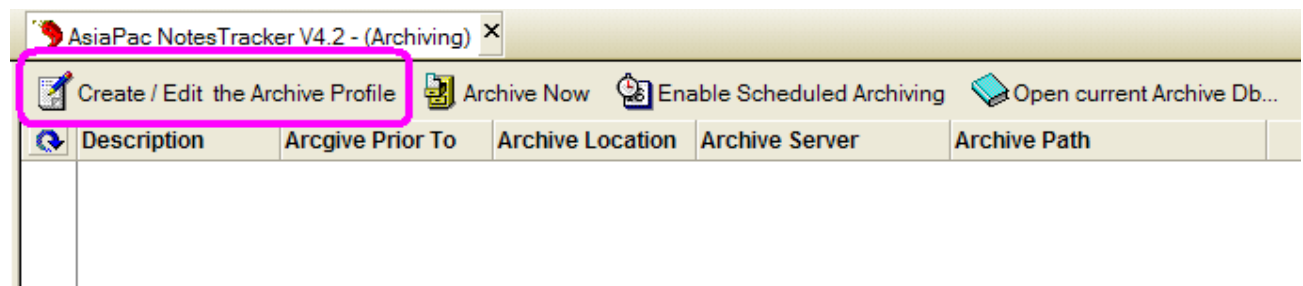 AsiaPac NotesTracker V4.2 - (Archiving)
Create / Edit the Archive Profile Archive Now Enable Scheduled Archiving Open current Archive Db...
Description Arcgive Prior To Archive Location Archive Server Archive Path